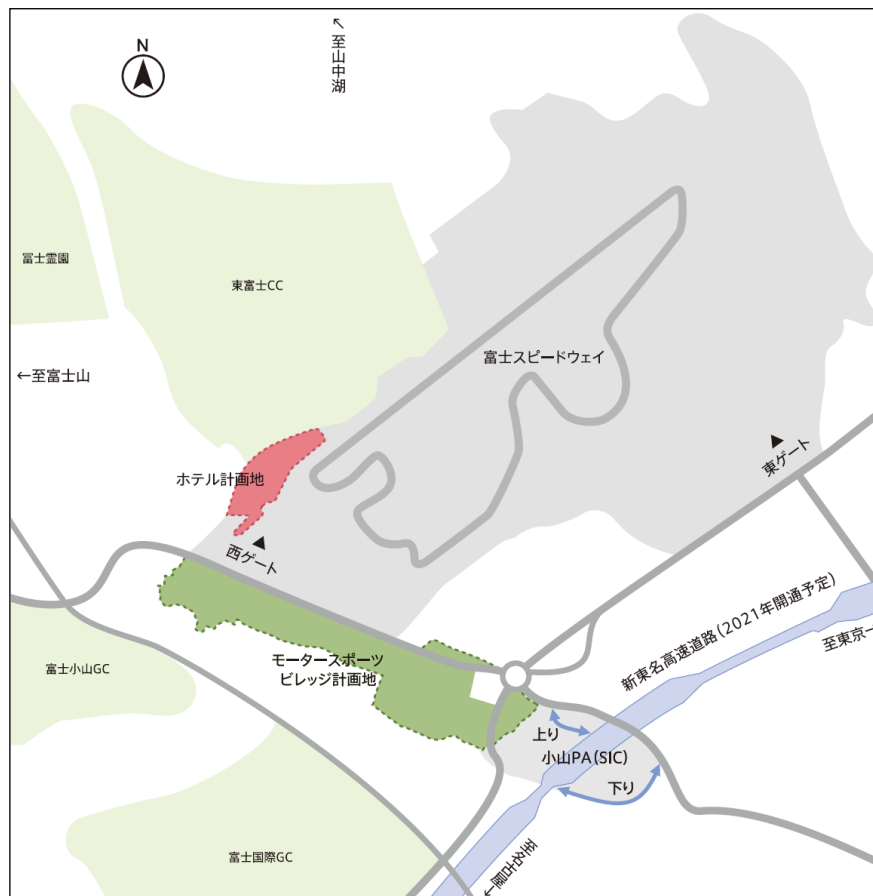 N
↖
至山中湖
富士霊園
東富士CC
←至富士山
富士スピードウェイ
ホテル計画地
▲
東ゲート
▲
西ゲート
新東名高速道路(2021年開通予定)
至東京→
富士小山GC
モータースポーツ
ビレッジ計画地
上り
小山PA(SIC)
下り
富士国際GC
至名古屋→